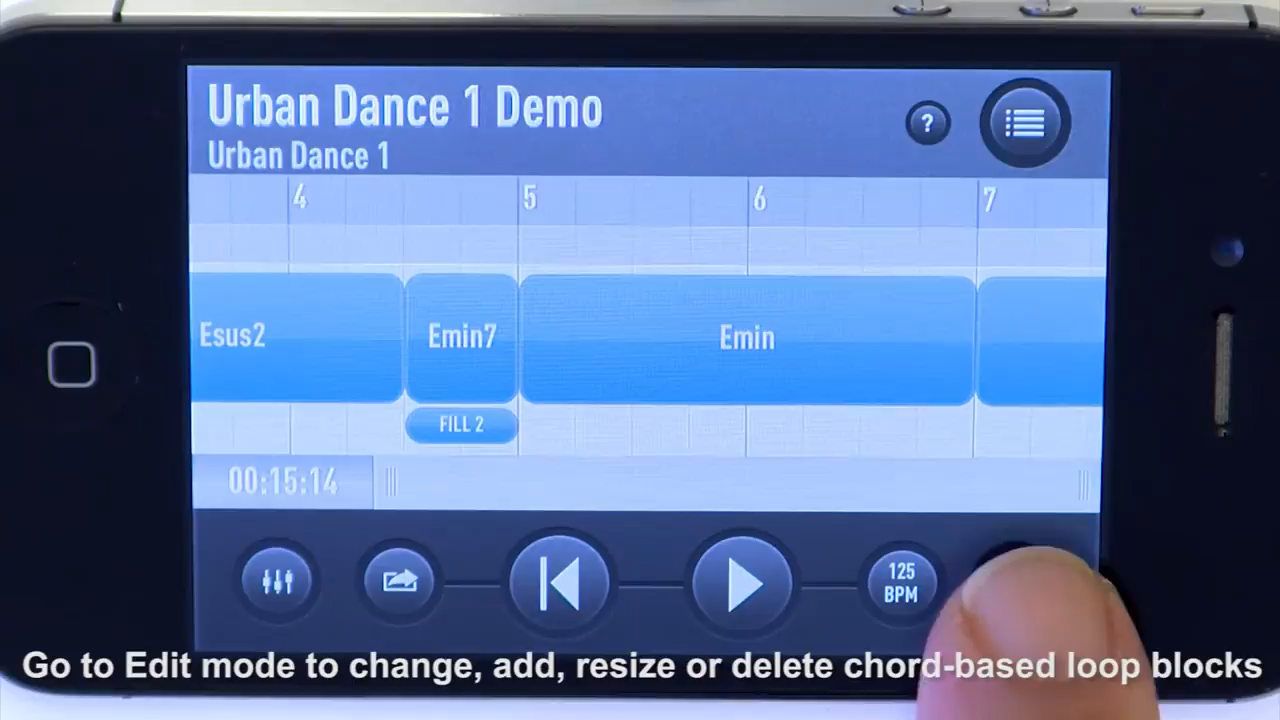 Urban Dance 1 Demo
?
Urban Dance 1
4 5 6 7
Esus2 Emin7 Emin
FILL 2
00:15:14
125
BPM
Go to Edit mode to change, add, resize or delete chord-based loop blocks